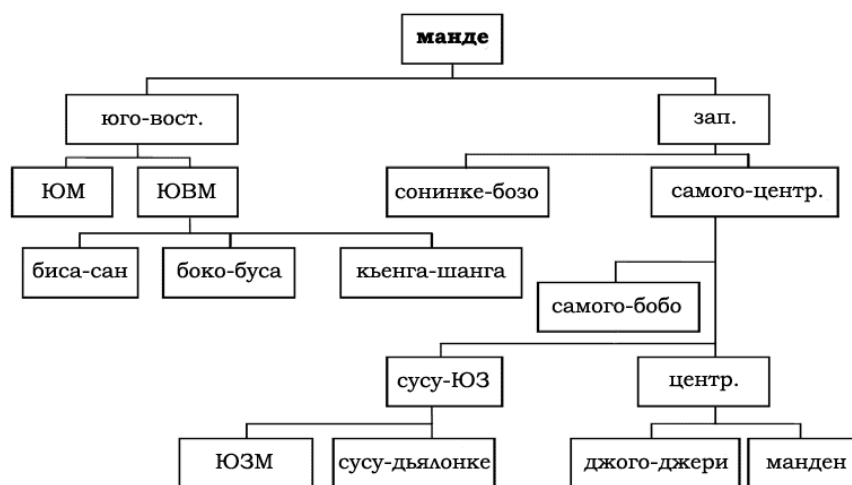 манде
юго-вост.
зап.
ЮМ
ЮВМ
сонинке-бозо
самого-центр.
биса-сан
боко-буса
кьенга-шанга
самого-бобо
сусу-ЮЗ
центр.
ЮЗМ
сусу-дьялонке
джого-джери
манден